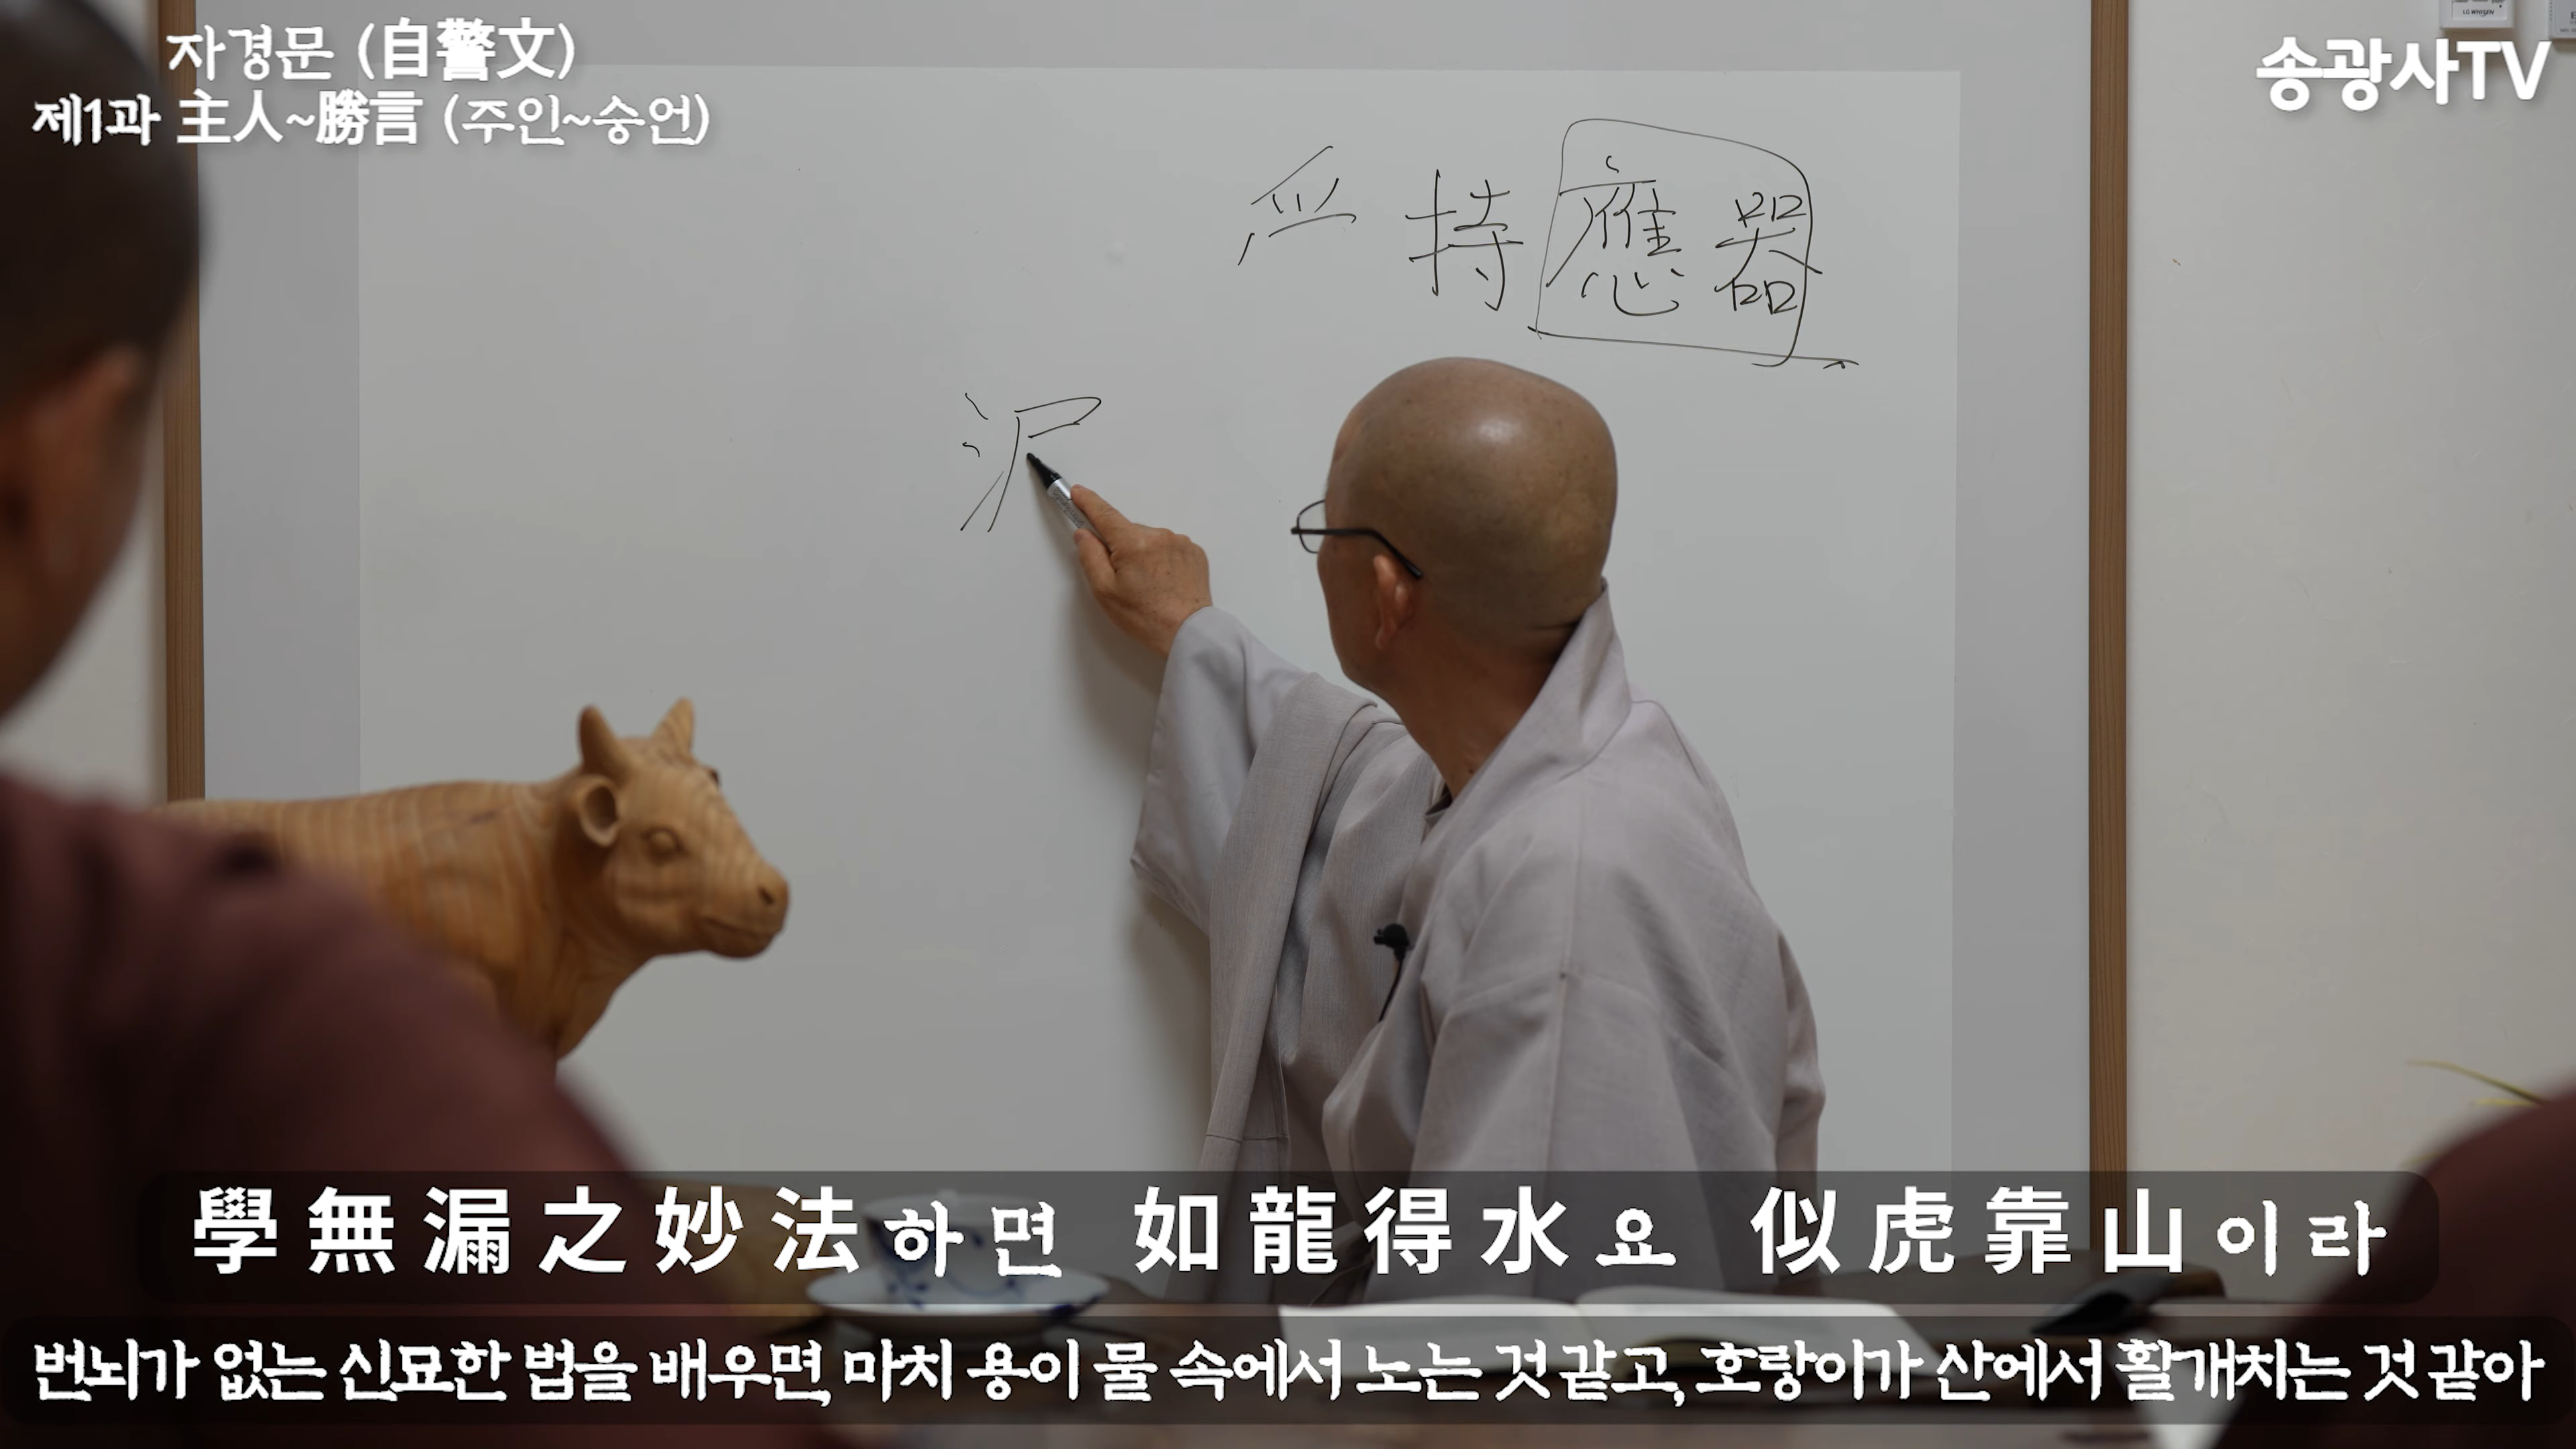 자경문 (自警文)
제1과 主人~勝言 (주인~승언)
송광사TV
严持應器
學無漏之妙法하면 如龍得水요 似虎靠山이라
번뇌가 없는 신묘한 법을 배우면, 마치 용이 물 속에서 노는 것 같고, 호랑이가 산에서 활개치는 것 같아